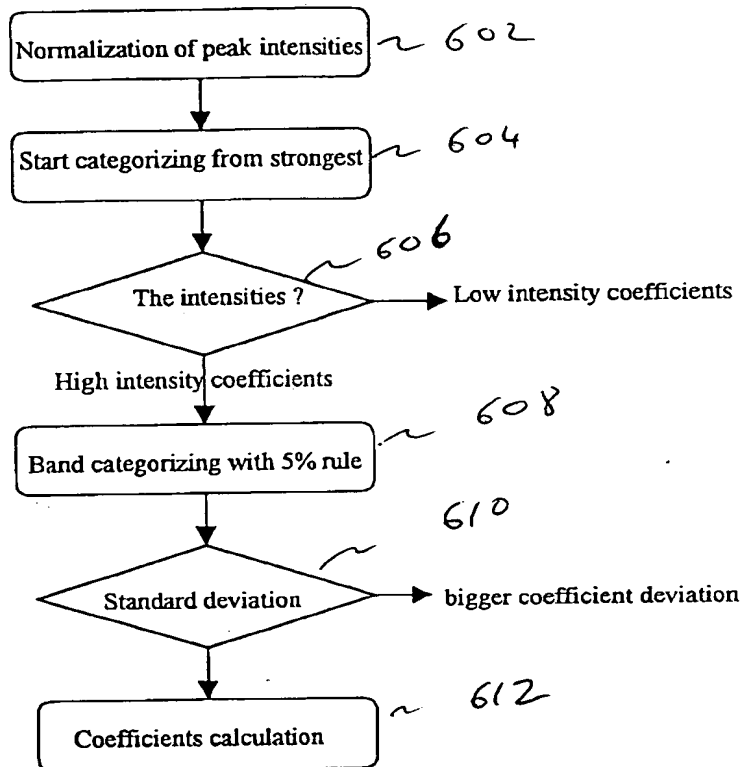 Normalization of peak intensities
602
Start categorizing from strongest
604
606
The intensities ?
Low intensity coefficients
High intensity coefficients
608
Band categorizing with 5% rule
610
Standard deviation
bigger coefficient deviation
612
Coefficients calculation